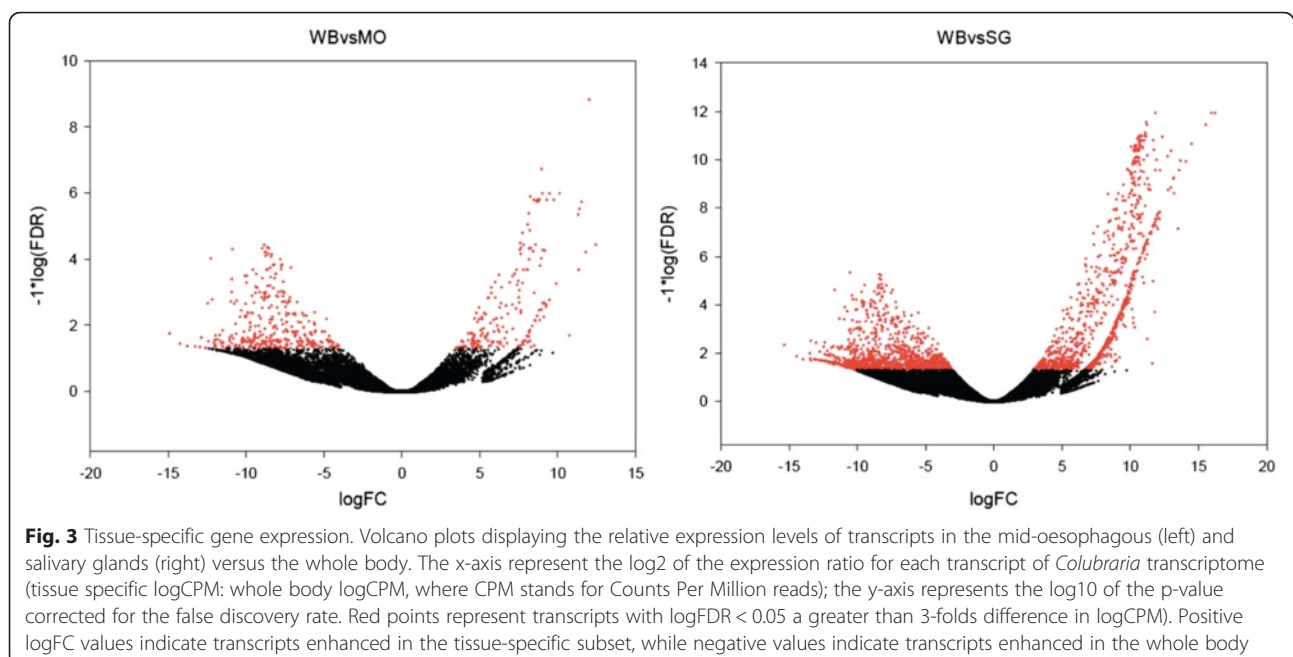 WBvsMO
10
8
6
4
2
0
-1*log(FDR)
-20 -15 -10 -5 0 5 10 15
logFC
WBvsSG
14
12
10
8
6
4
2
0
-1*log(FDR)
-20 -15 -10 -5 0 5 10 15 20
logFC
Fig. 3 Tissue-specific gene expression. Volcano plots displaying the relative expression levels of transcripts in the mid-oesophagous (left) and
salivary glands (right) versus the whole body. The x-axis represent the log2 of the expression ratio for each transcript of Colubraria transcriptome
(tissue specific logCPM: whole body logCPM, where CPM stands for Counts Per Million reads); the y-axis represents the log10 of the p-value
corrected for the false discovery rate. Red points represent transcripts with logFDR < 0.05 a greater than 3-folds difference in logCPM). Positive
logFC values indicate transcripts enhanced in the tissue-specific subset, while negative values indicate transcripts enhanced in the whole body